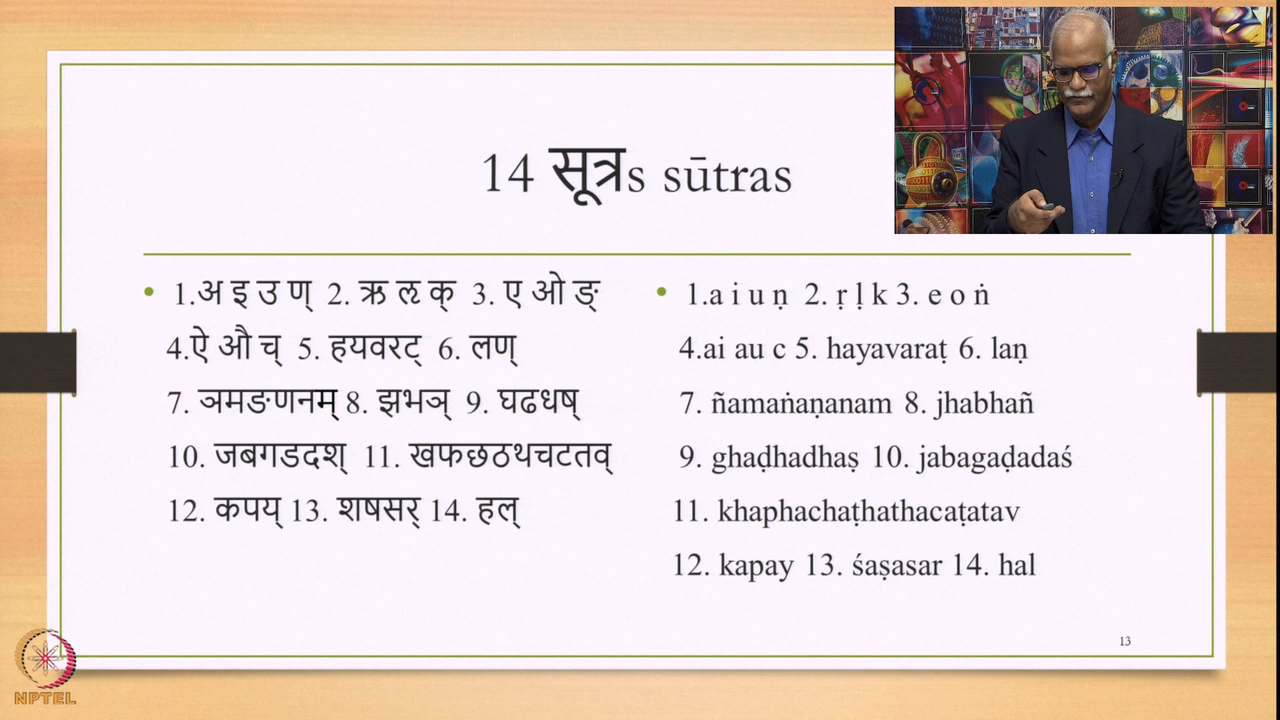 14 सूत्रs sūtras
1.अ इ उ ण् 2. ऋ ऌ क् 3. ए ओ ङ्
4.ऐ औ च् 5. हयवरट् 6. लण्
7. ञमङणनम् 8. झभञ् 9. घढधष्
10. जबगडदश् 11. खफछठथचटतव्
12. कपय् 13. शषसर् 14. हल्
1.a i u ṇ 2. ṛ ḷ k 3. e o ṅ
4.ai au c 5. hayavaraṭ 6. laṇ
7. ñamaṅaṇanam 8. jhabhañ
9. ghaḍhadhaṣ 10. jabagaḍadaś
11. khaphachaṭhathacaṭatav
12. kapay 13. śaṣasar 14. hal
13
NPTEL